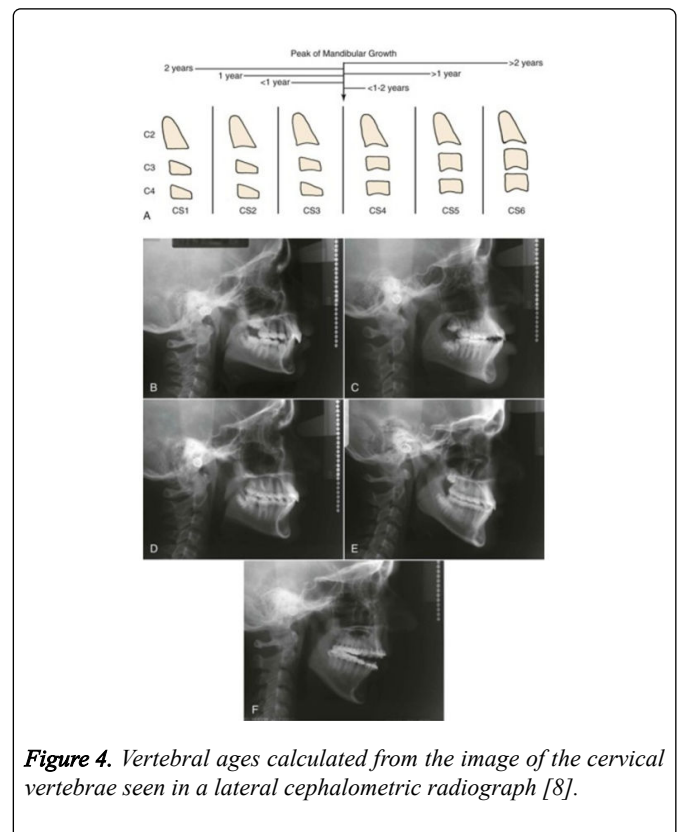 Peak of Mandibular Growth
2 years
>2 years
1 year
>1 year
<1 year
<1-2 years
C2
C3
C4
A
CS1 CS2 CS3 CS4 CS5 CS6
B
C
D
E
F
Figure 4. Vertebral ages calculated from the image of the cervical
vertebrae seen in a lateral cephalometric radiograph [8].